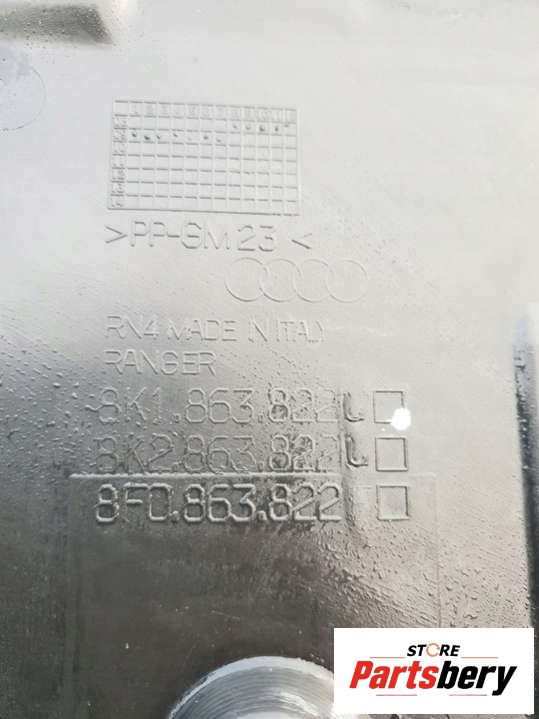 >PP-GM23<
RN4 MADE IN ITALY
RANGER
8K1.863.822
8K2.863.822
8F0.863.822
STORE
Partsbery